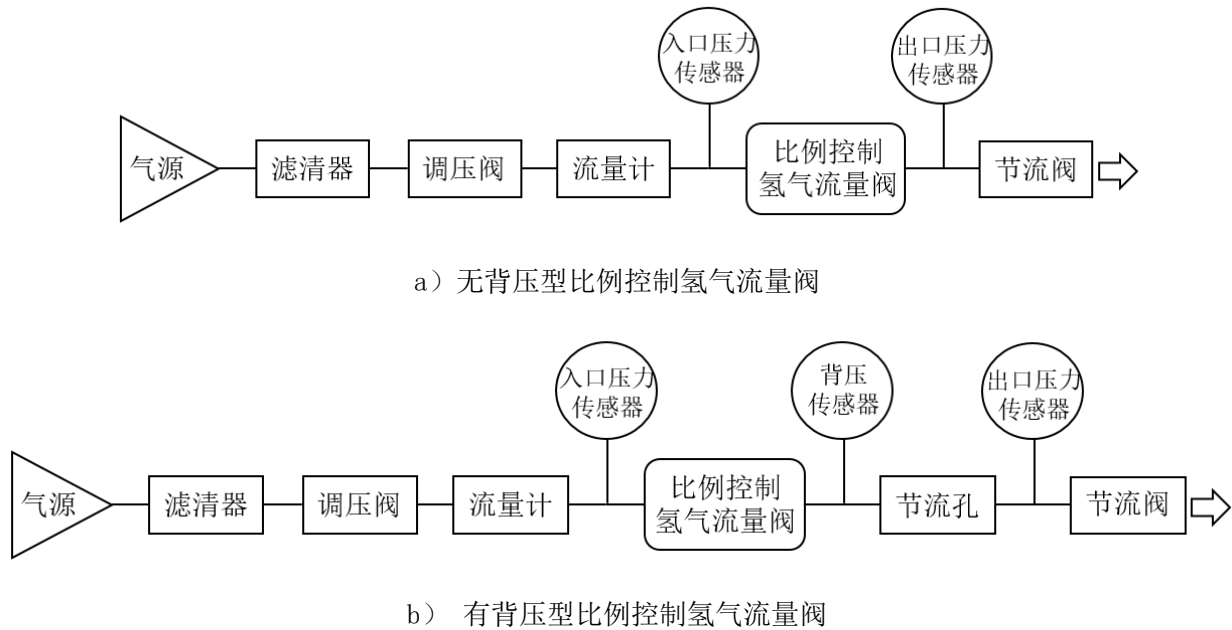 入口压力
传感器
出口压力
传感器
气源
滤清器
调压阀
流量计
比例控制
氢气流量阀
节流阀
a）无背压型比例控制氢气流量阀
入口压力
传感器
背压
传感器
出口压力
传感器
气源
滤清器
调压阀
流量计
比例控制
氢气流量阀
节流孔
节流阀
b） 有背压型比例控制氢气流量阀